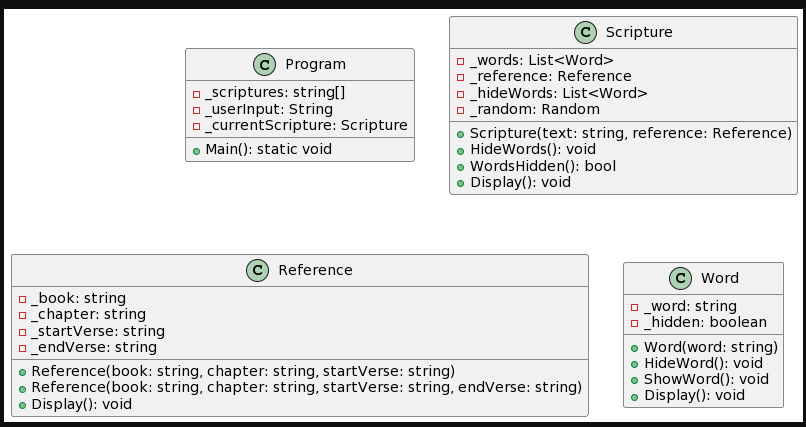 C Program
_scriptures: string[]
_userInput: String
_currentScripture: Scripture
Main(): static void
C Scripture
_words: List<Word>
_reference: Reference
_hideWords: List<Word>
_random: Random
Scripture(text: string, reference: Reference)
HideWords(): void
WordsHidden(): bool
Display(): void
C Reference
_book: string
_chapter: string
_startVerse: string
_endVerse: string
Reference(book: string, chapter: string, startVerse: string)
Reference(book: string, chapter: string, startVerse: string, endVerse: string)
Display(): void
C Word
_word: string
_hidden: boolean
Word(word: string)
HideWord(): void
ShowWord(): void
Display(): void